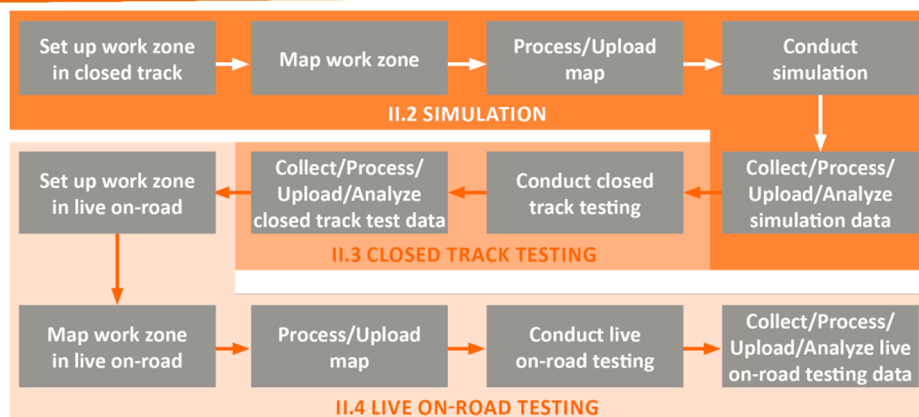 Set up work zone
in closed track
Map work zone
Process/Upload
map
Conduct
simulation
II.2 SIMULATION
Collect/Process/
Upload/Analyze
simulation data
Conduct closed
track testing
Collect/Process/
Upload/Analyze
closed track test data
II.3 CLOSED TRACK TESTING
Set up work zone
in live on-road
Map work zone
in live on-road
Process/Upload
map
Conduct live
on-road testing
Collect/Process/
Upload/Analyze live
on-road testing data
II.4 LIVE ON-ROAD TESTING